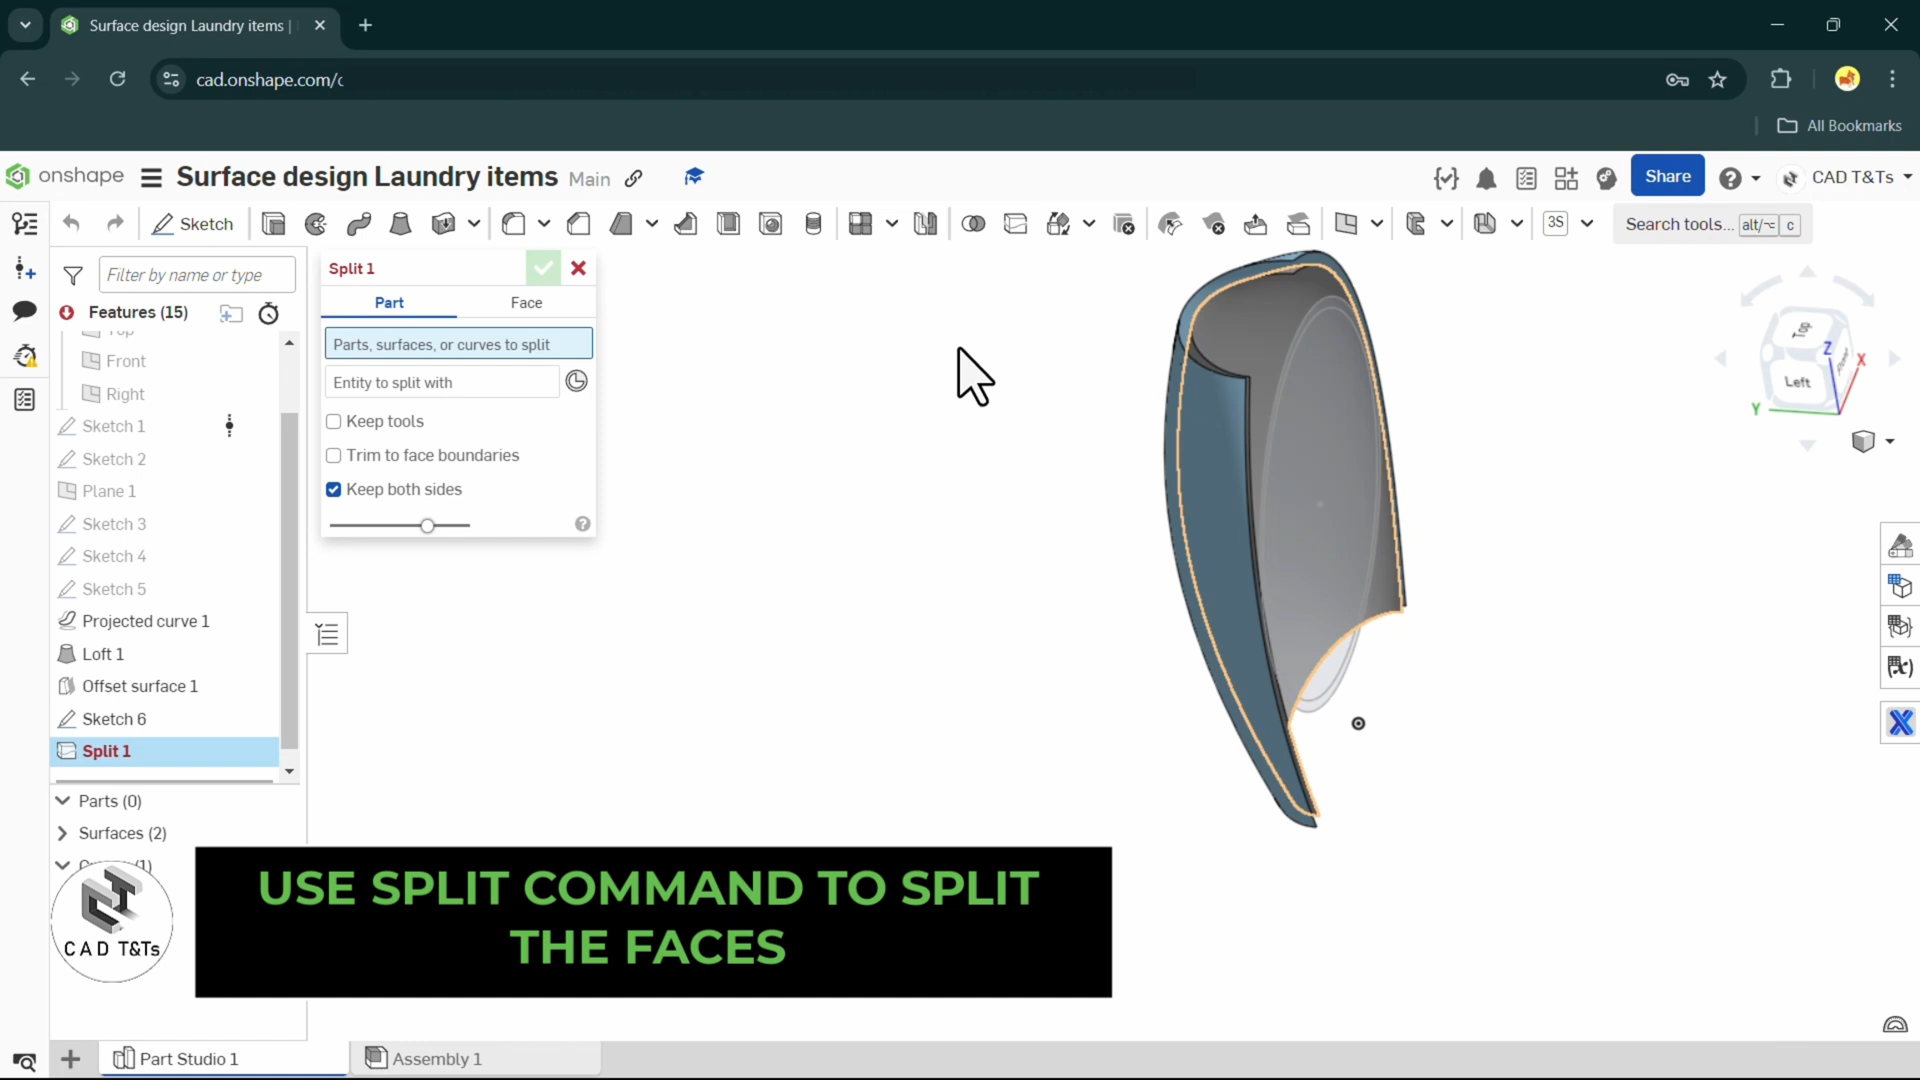 Surface design Laundry items |
cad.onshape.com/c
All Bookmarks
onshape
Surface design Laundry items Main
Share
CAD T&Ts
Sketch
3S
Search tools... alt/⌥ c
Filter by name or type
Features (15)
Top
Front
Right
Sketch 1
Sketch 2
Plane 1
Sketch 3
Sketch 4
Sketch 5
Projected curve 1
Loft 1
Offset surface 1
Sketch 6
Split 1
Parts (0)
Surfaces (2)
Split 1
Part Face
Parts, surfaces, or curves to split
Entity to split with
Keep tools
Trim to face boundaries
Keep both sides
Top
Left
Z
X
Y
CAD T&Ts
USE SPLIT COMMAND TO SPLIT
THE FACES
Part Studio 1
Assembly 1